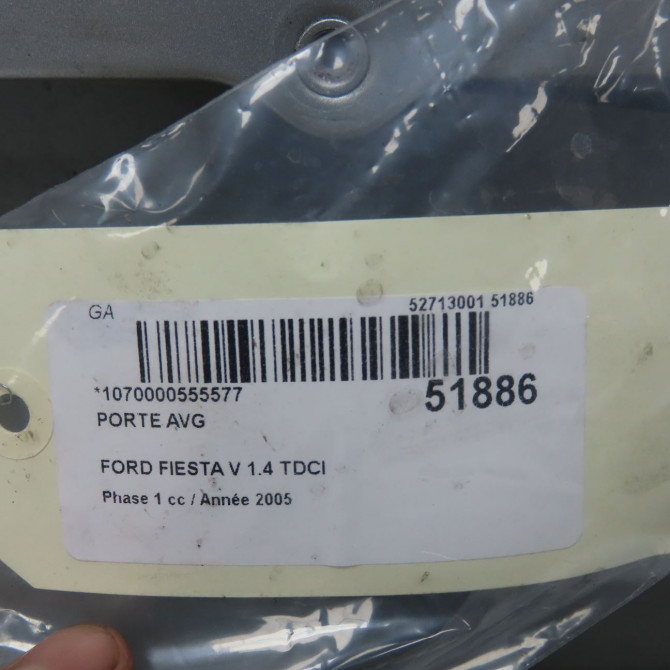 GA 52713001 51886
*1070000555577 51886
PORTE AVG
FORD FIESTA V 1.4 TDCI
Phase 1 cc / Année 2005